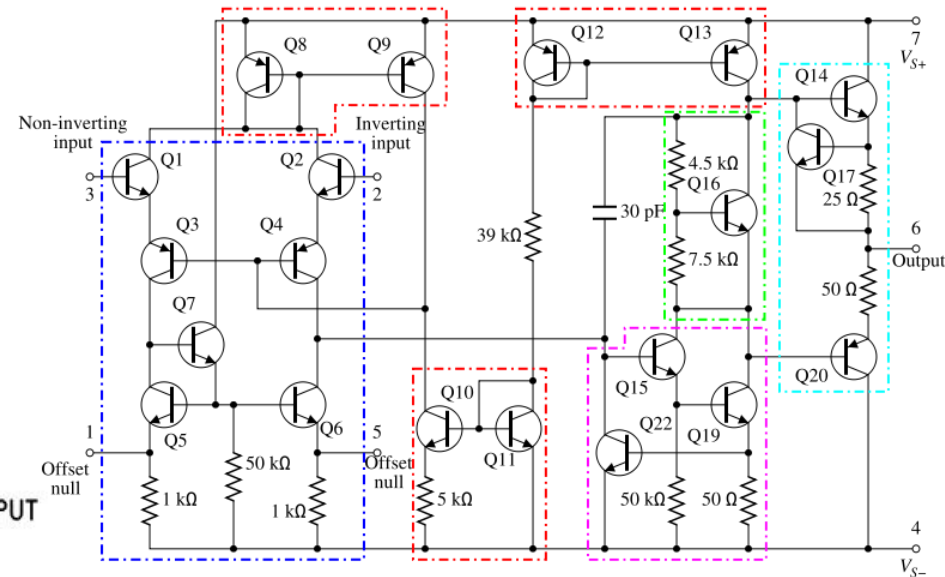 Q8
Q9
Q12
Q13
7
V_S+
Q14
Non-inverting
input
Inverting
input
Q1
Q2
3
2
4.5 kΩ
Q16
Q17
25 Ω
30 pF
6
Output
Q3
Q4
39 kΩ
7.5 kΩ
50 Ω
Q7
Q15
Q20
Q10
Q22
Q19
Q5
Q6
1
5
Offset
null
Offset
null
Q11
50 kΩ
1 kΩ
1 kΩ
5 kΩ
50 kΩ
50 Ω
PUT
4
V_S−